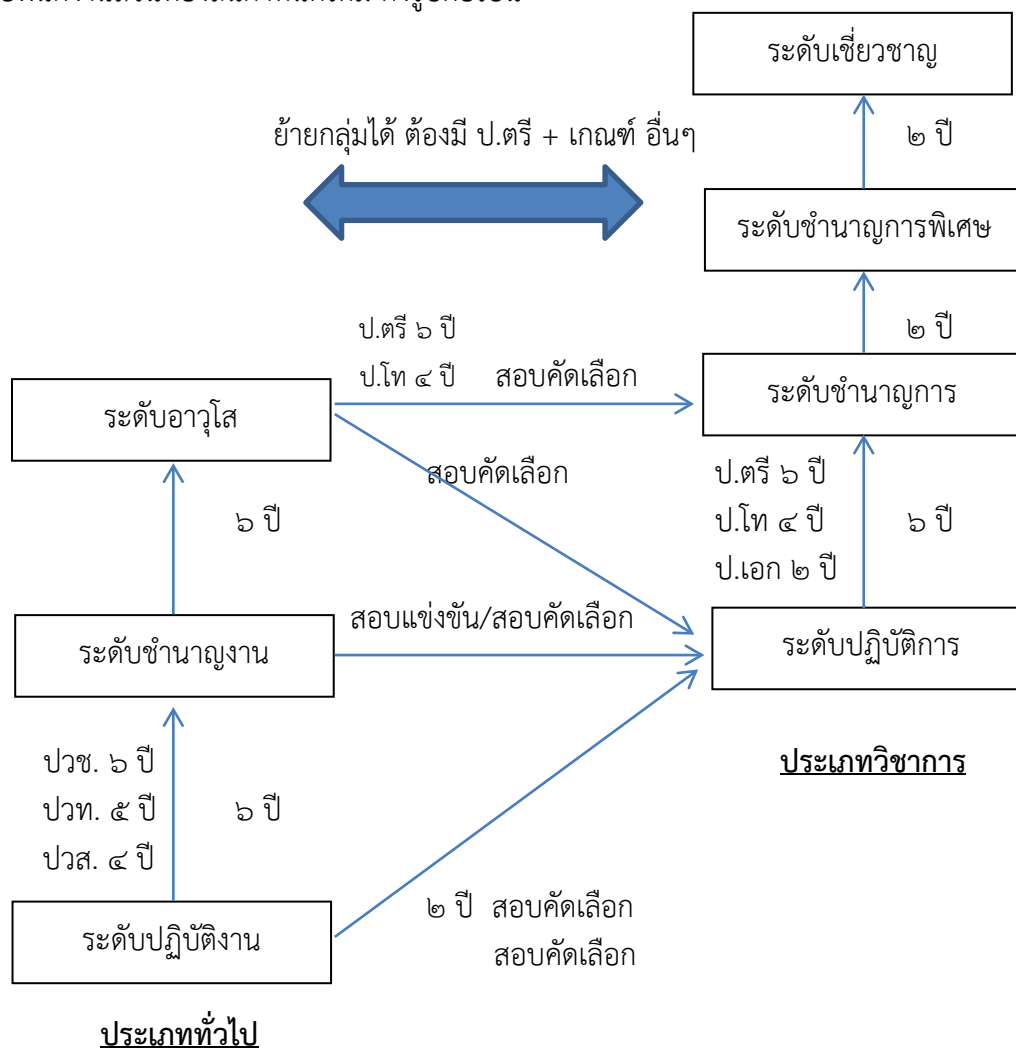 ระดับเชี่ยวชาญ
ย้ายกลุ่มได้ ต้องมี ป.ตรี + เกณฑ์ อื่นๆ
๒ ปี
ระดับชำนาญการพิเศษ
๒ ปี
ป.ตรี ๖ ปี
ป.โท ๔ ปี สอบคัดเลือก
ระดับชำนาญการ
ระดับอาวุโส
สอบคัดเลือก
ป.ตรี ๖ ปี
ป.โท ๔ ปี
ป.เอก ๒ ปี
๖ ปี
๖ ปี
สอบแข่งขัน/สอบคัดเลือก
ระดับปฏิบัติการ
ระดับชำนาญงาน
ประเภทวิชาการ
ปวช. ๖ ปี
ปวท. ๕ ปี
ปวส. ๔ ปี
๖ ปี
๒ ปี สอบคัดเลือก
สอบคัดเลือก
ระดับปฏิบัติงาน
ประเภททั่วไป